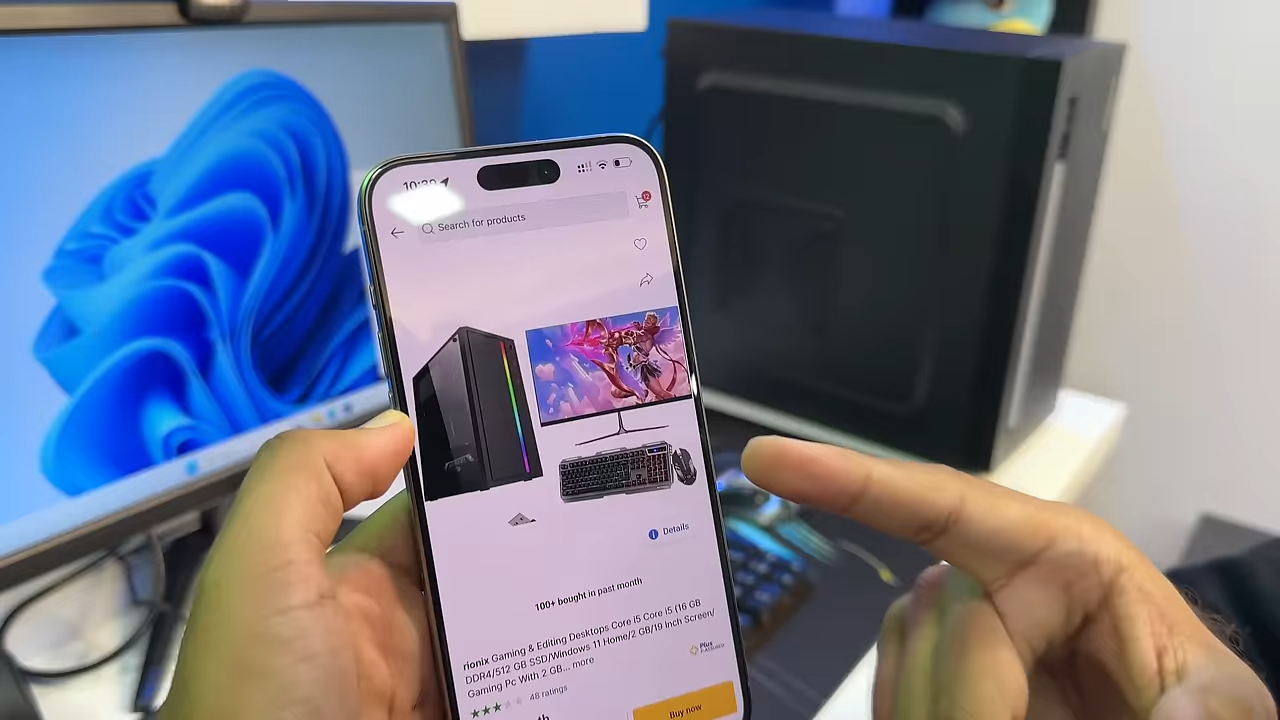 Search for products
Details
100+ bought in past month
rionix Gaming & Editing Desktops Core i5 Core i5 (16 GB
DDR4/512 GB SSD/Windows 11 Home/2 GB/19 Inch Screen/
Gaming Pc With 2 GB... more
Plus
F-ASSURED
48 ratings
Buy now